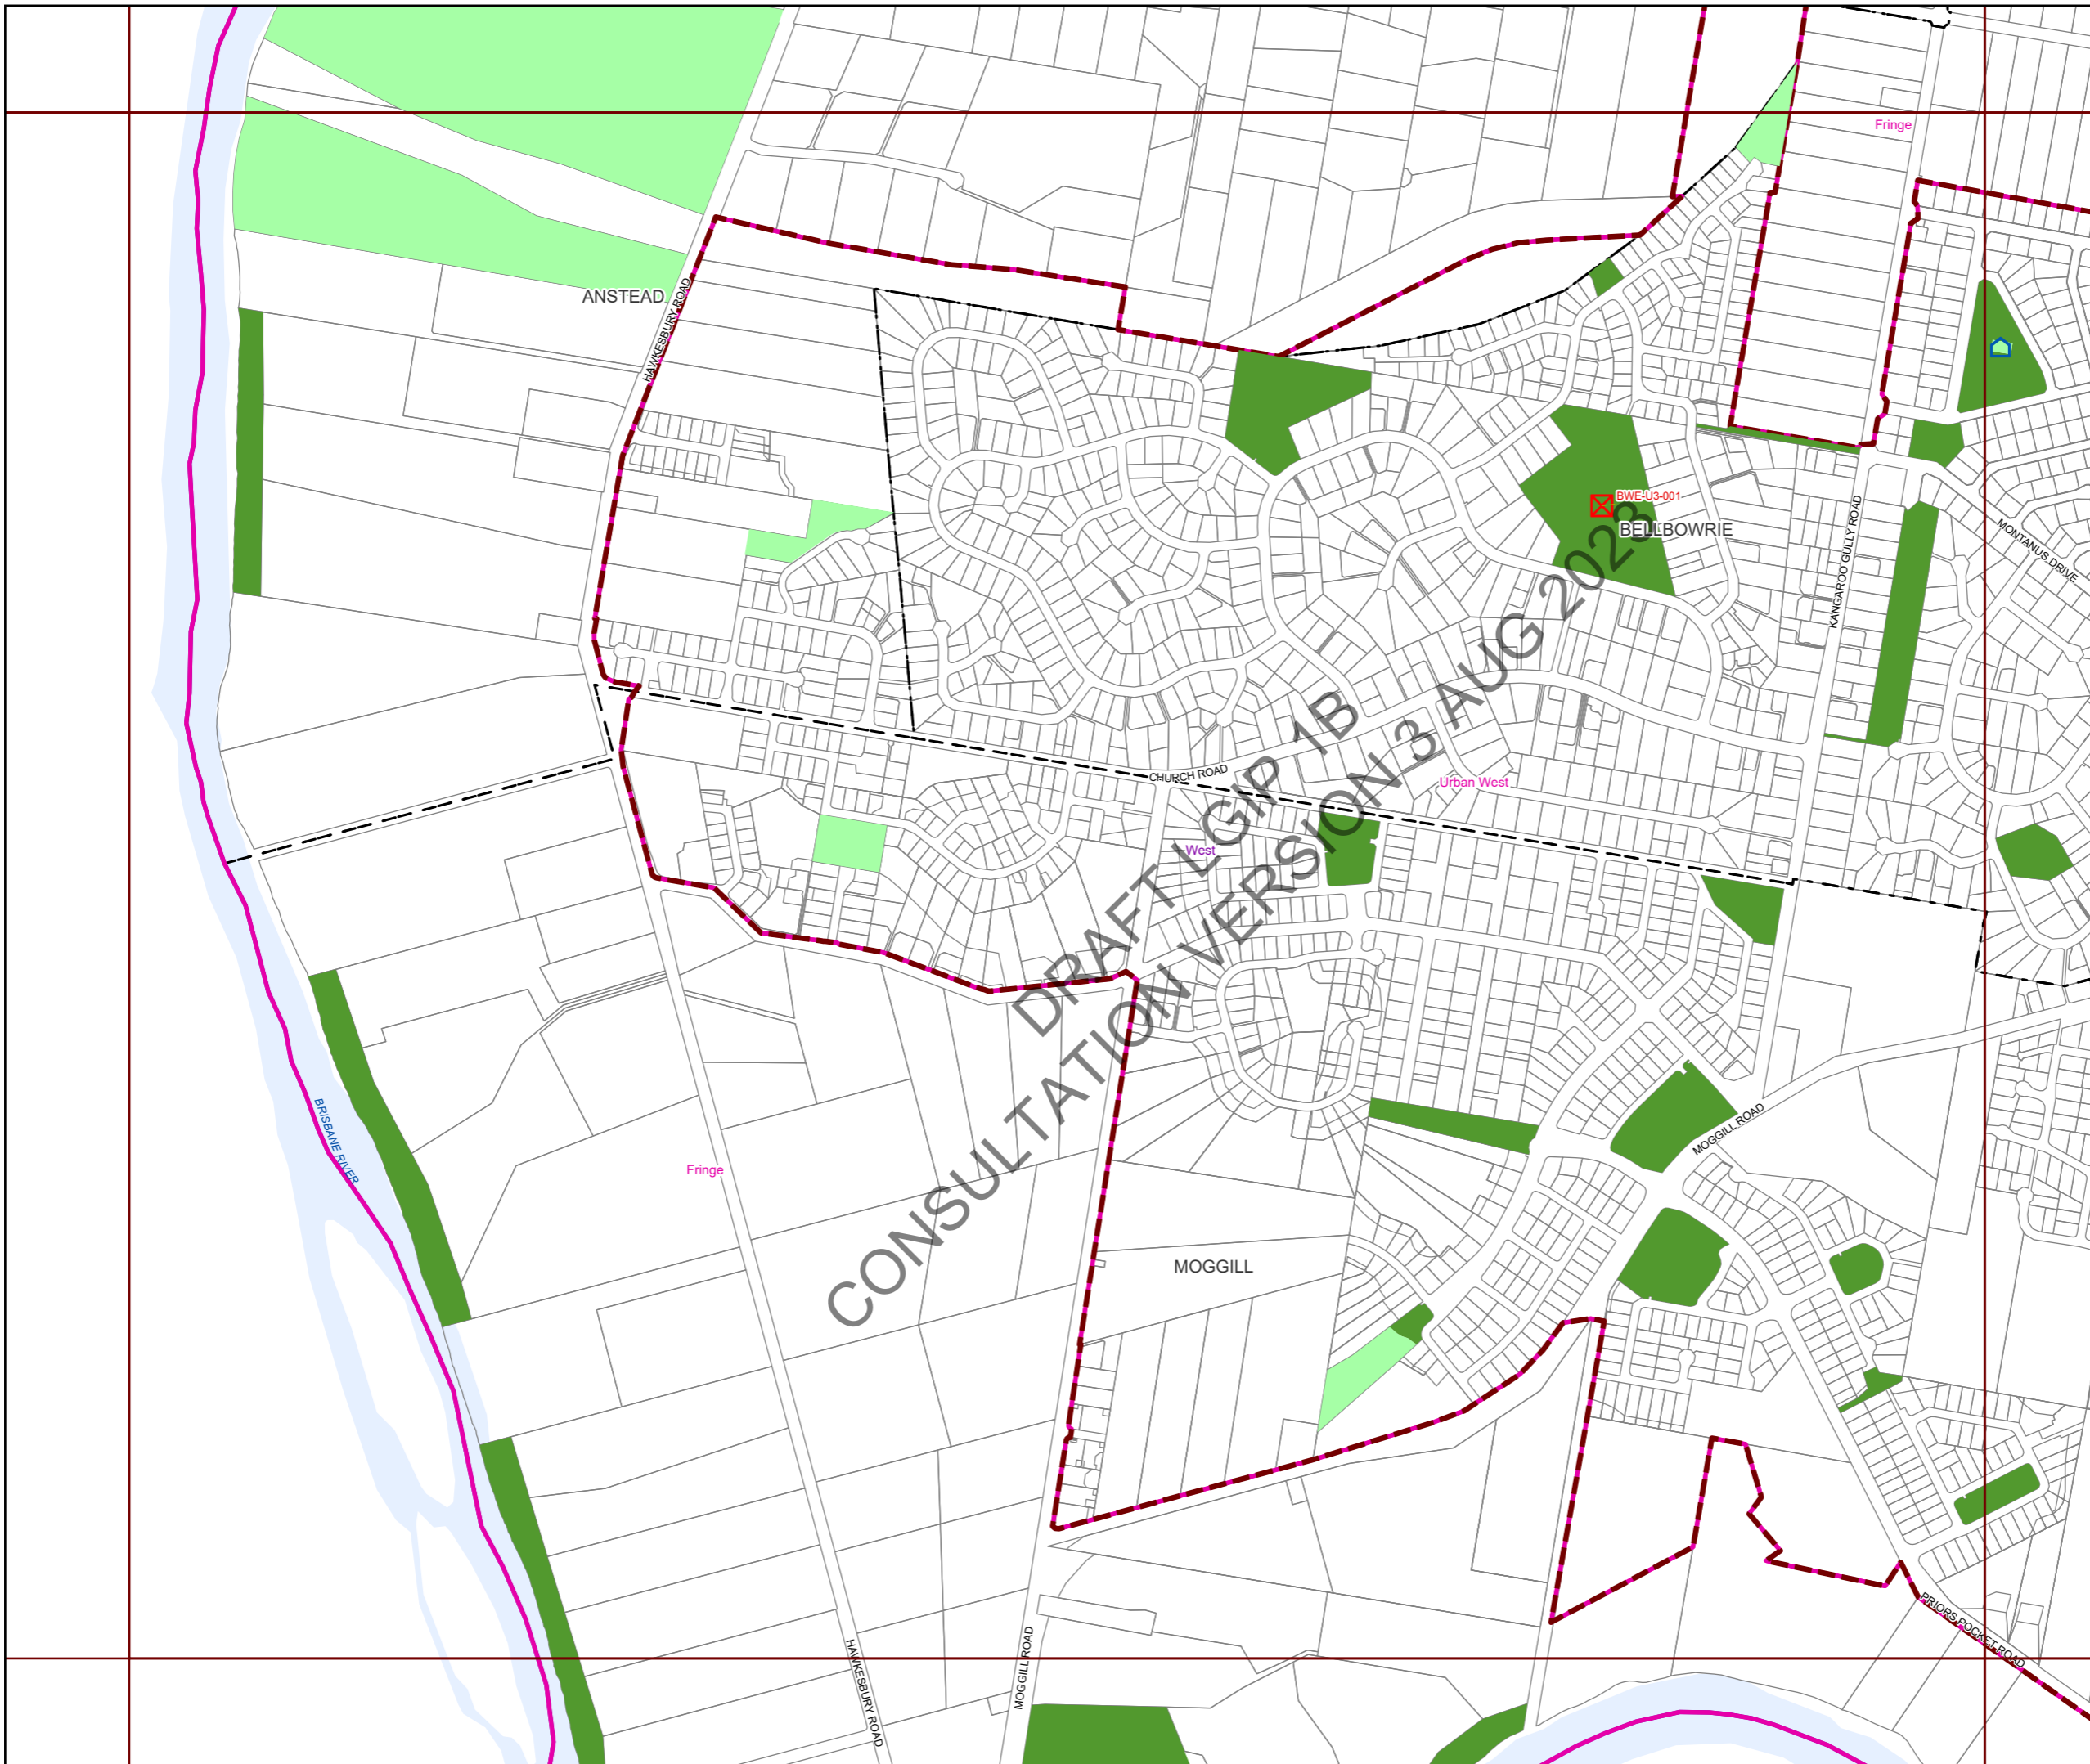 Fringe
ANSTEAD
HAWKESBURY ROAD
BWE-U3-001
BELLBOWRIE
KANGAROO GULLY ROAD
MONTANUS DRIVE
CHURCH ROAD
Urban West
West
DRAFT LGIP 1B
CONSULTATION VERSION 3 AUG 2023
BRISBANE RIVER
Fringe
MOGGILL ROAD
MOGGILL
PRIORS POCKET ROAD
HAWKESBURY ROAD
MOGGILL ROAD